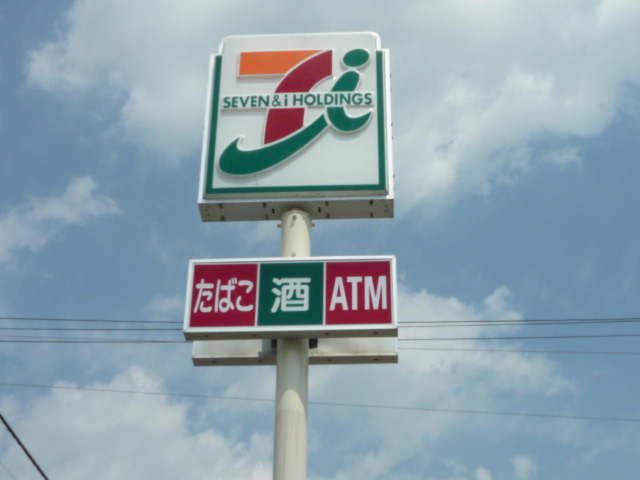 SEVEN & i HOLDINGS
たばこ 酒 ATM